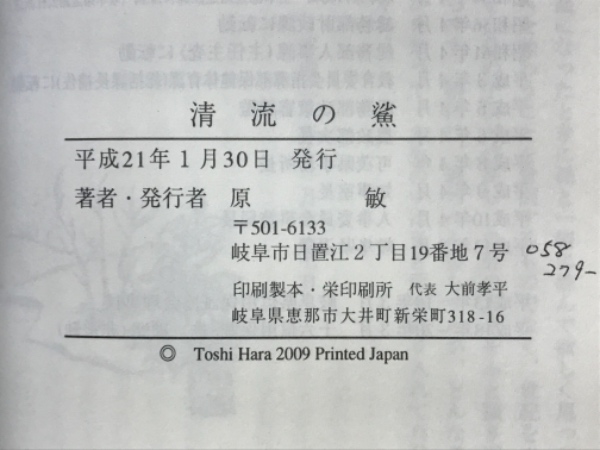 清流の鯊
平成21年1月30日 発行
著者・発行者 原 敏
〒501-6133
岐阜市日置江2丁目19番地7号
058
279-
印刷製本・栄印刷所 代表 大前孝平
岐阜県恵那市大井町新栄町318-16
© Toshi Hara 2009 Printed Japan